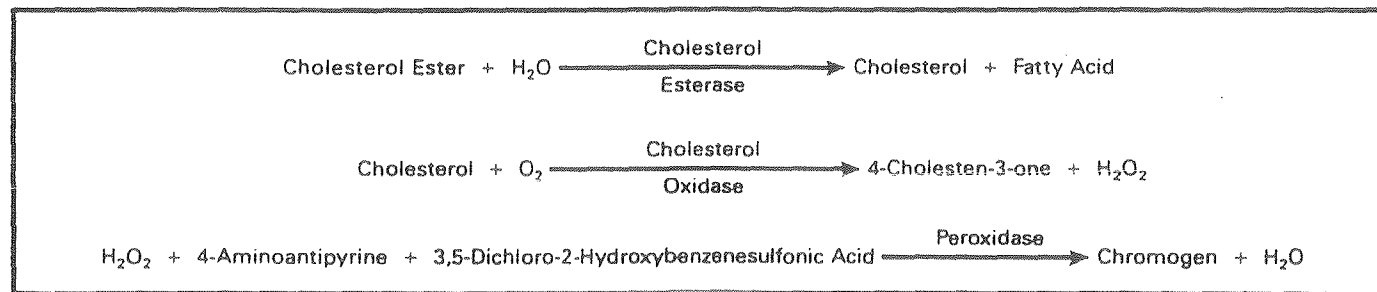 Cholesterol
Cholesterol Ester + H₂O → Cholesterol + Fatty Acid
Esterase
Cholesterol
Cholesterol + O₂ → 4-Cholesten-3-one + H₂O₂
Oxidase
Peroxidase
H₂O₂ + 4-Aminoantipyrine + 3,5-Dichloro-2-Hydroxybenzenesulfonic Acid → Chromogen + H₂O